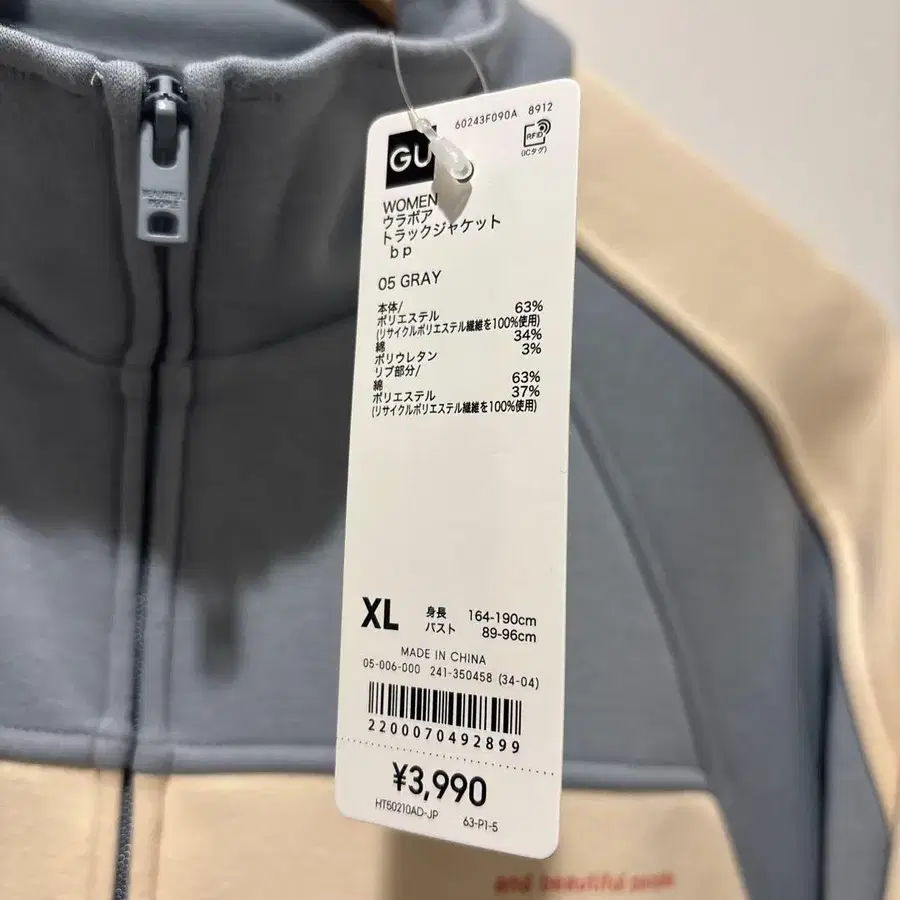 BEAUTIFUL
PEOPLE
60243F090A 8912
GU
RFID
(ICタグ)
WOMEN
ウラボア
トラックジャケット
bp
05 GRAY
本体/
ポリエステル 63%
(リサイクルポリエステル繊維を100%使用)
綿 34%
ポリウレタン 3%
リブ部分/
綿 63%
ポリエステル 37%
(リサイクルポリエステル繊維を100%使用)
XL 身長 164-190cm
バスト 89-96cm
MADE IN CHINA
05-006-000 241-350458 (34-04)
2200070492899
¥3,990
HT50210AD-JP 63-P1-5
and beautiful people